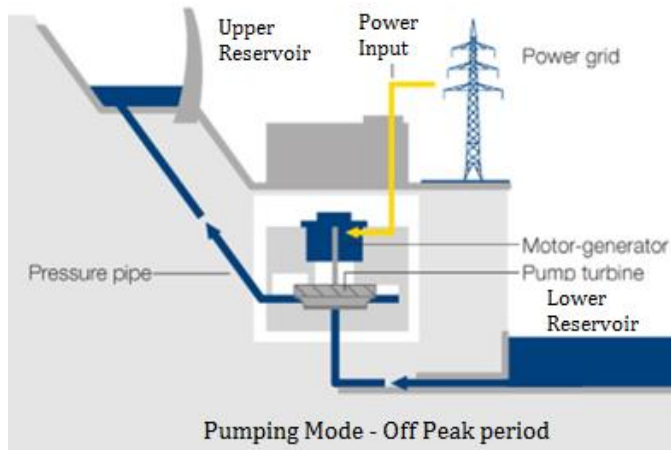 Upper
Reservoir
Power
Input
Power grid
Motor-generator
Pump turbine
Pressure pipe
Lower
Reservoir
Pumping Mode - Off Peak period